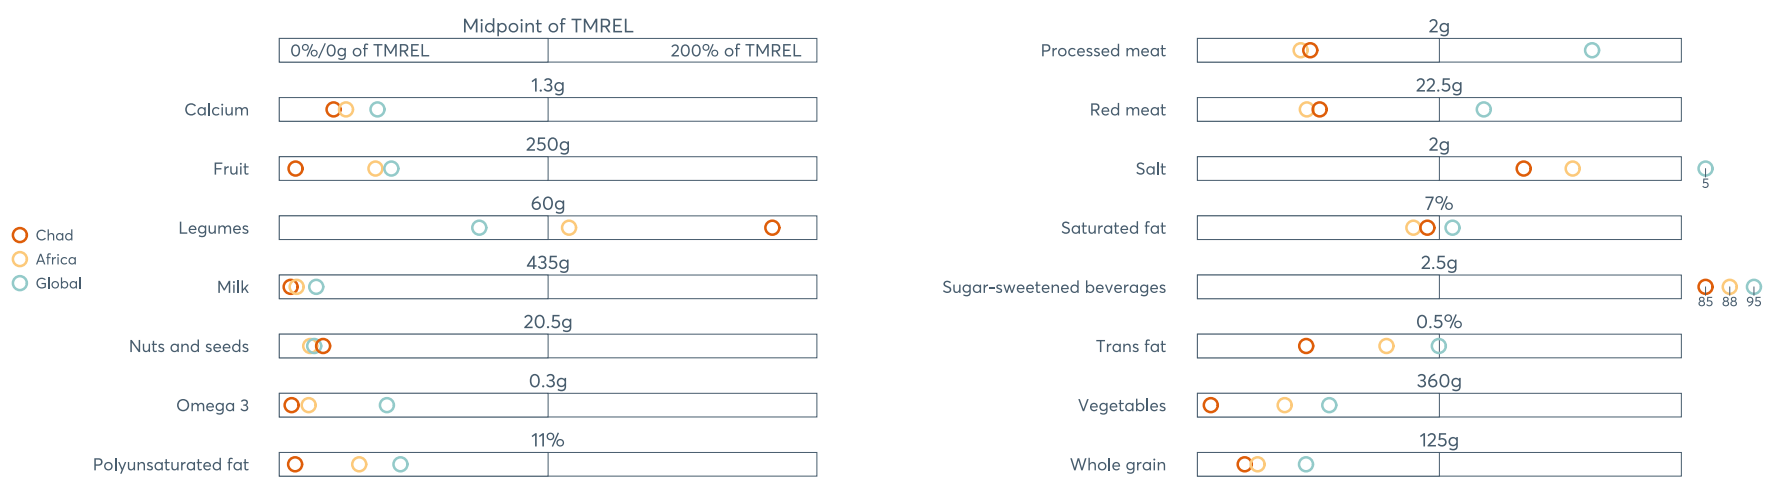 Midpoint of TMREL
0%/0g of TMREL 200% of TMREL
1.3g
Calcium
250g
Fruit
60g
Legumes
435g
Milk
20.5g
Nuts and seeds
0.3g
Omega 3
11%
Polyunsaturated fat
Chad
Africa
Global
2g
Processed meat
22.5g
Red meat
2g
Salt
5
7%
Saturated fat
2.5g
Sugar-sweetened beverages
85 88 95
0.5%
Trans fat
360g
Vegetables
125g
Whole grain